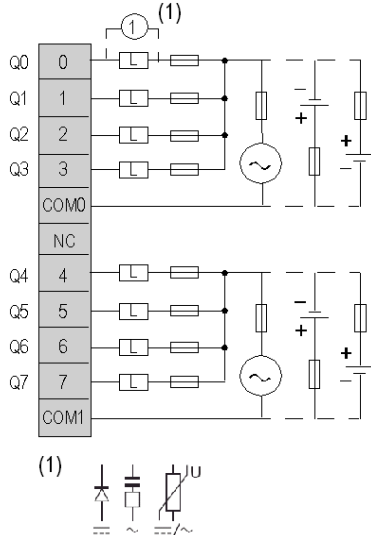 1 (1)
Q0 0 L
Q1 1 L
Q2 2 L
Q3 3 L
COM0
NC
Q4 4 L
Q5 5 L
Q6 6 L
Q7 7 L
COM1
(1)
U